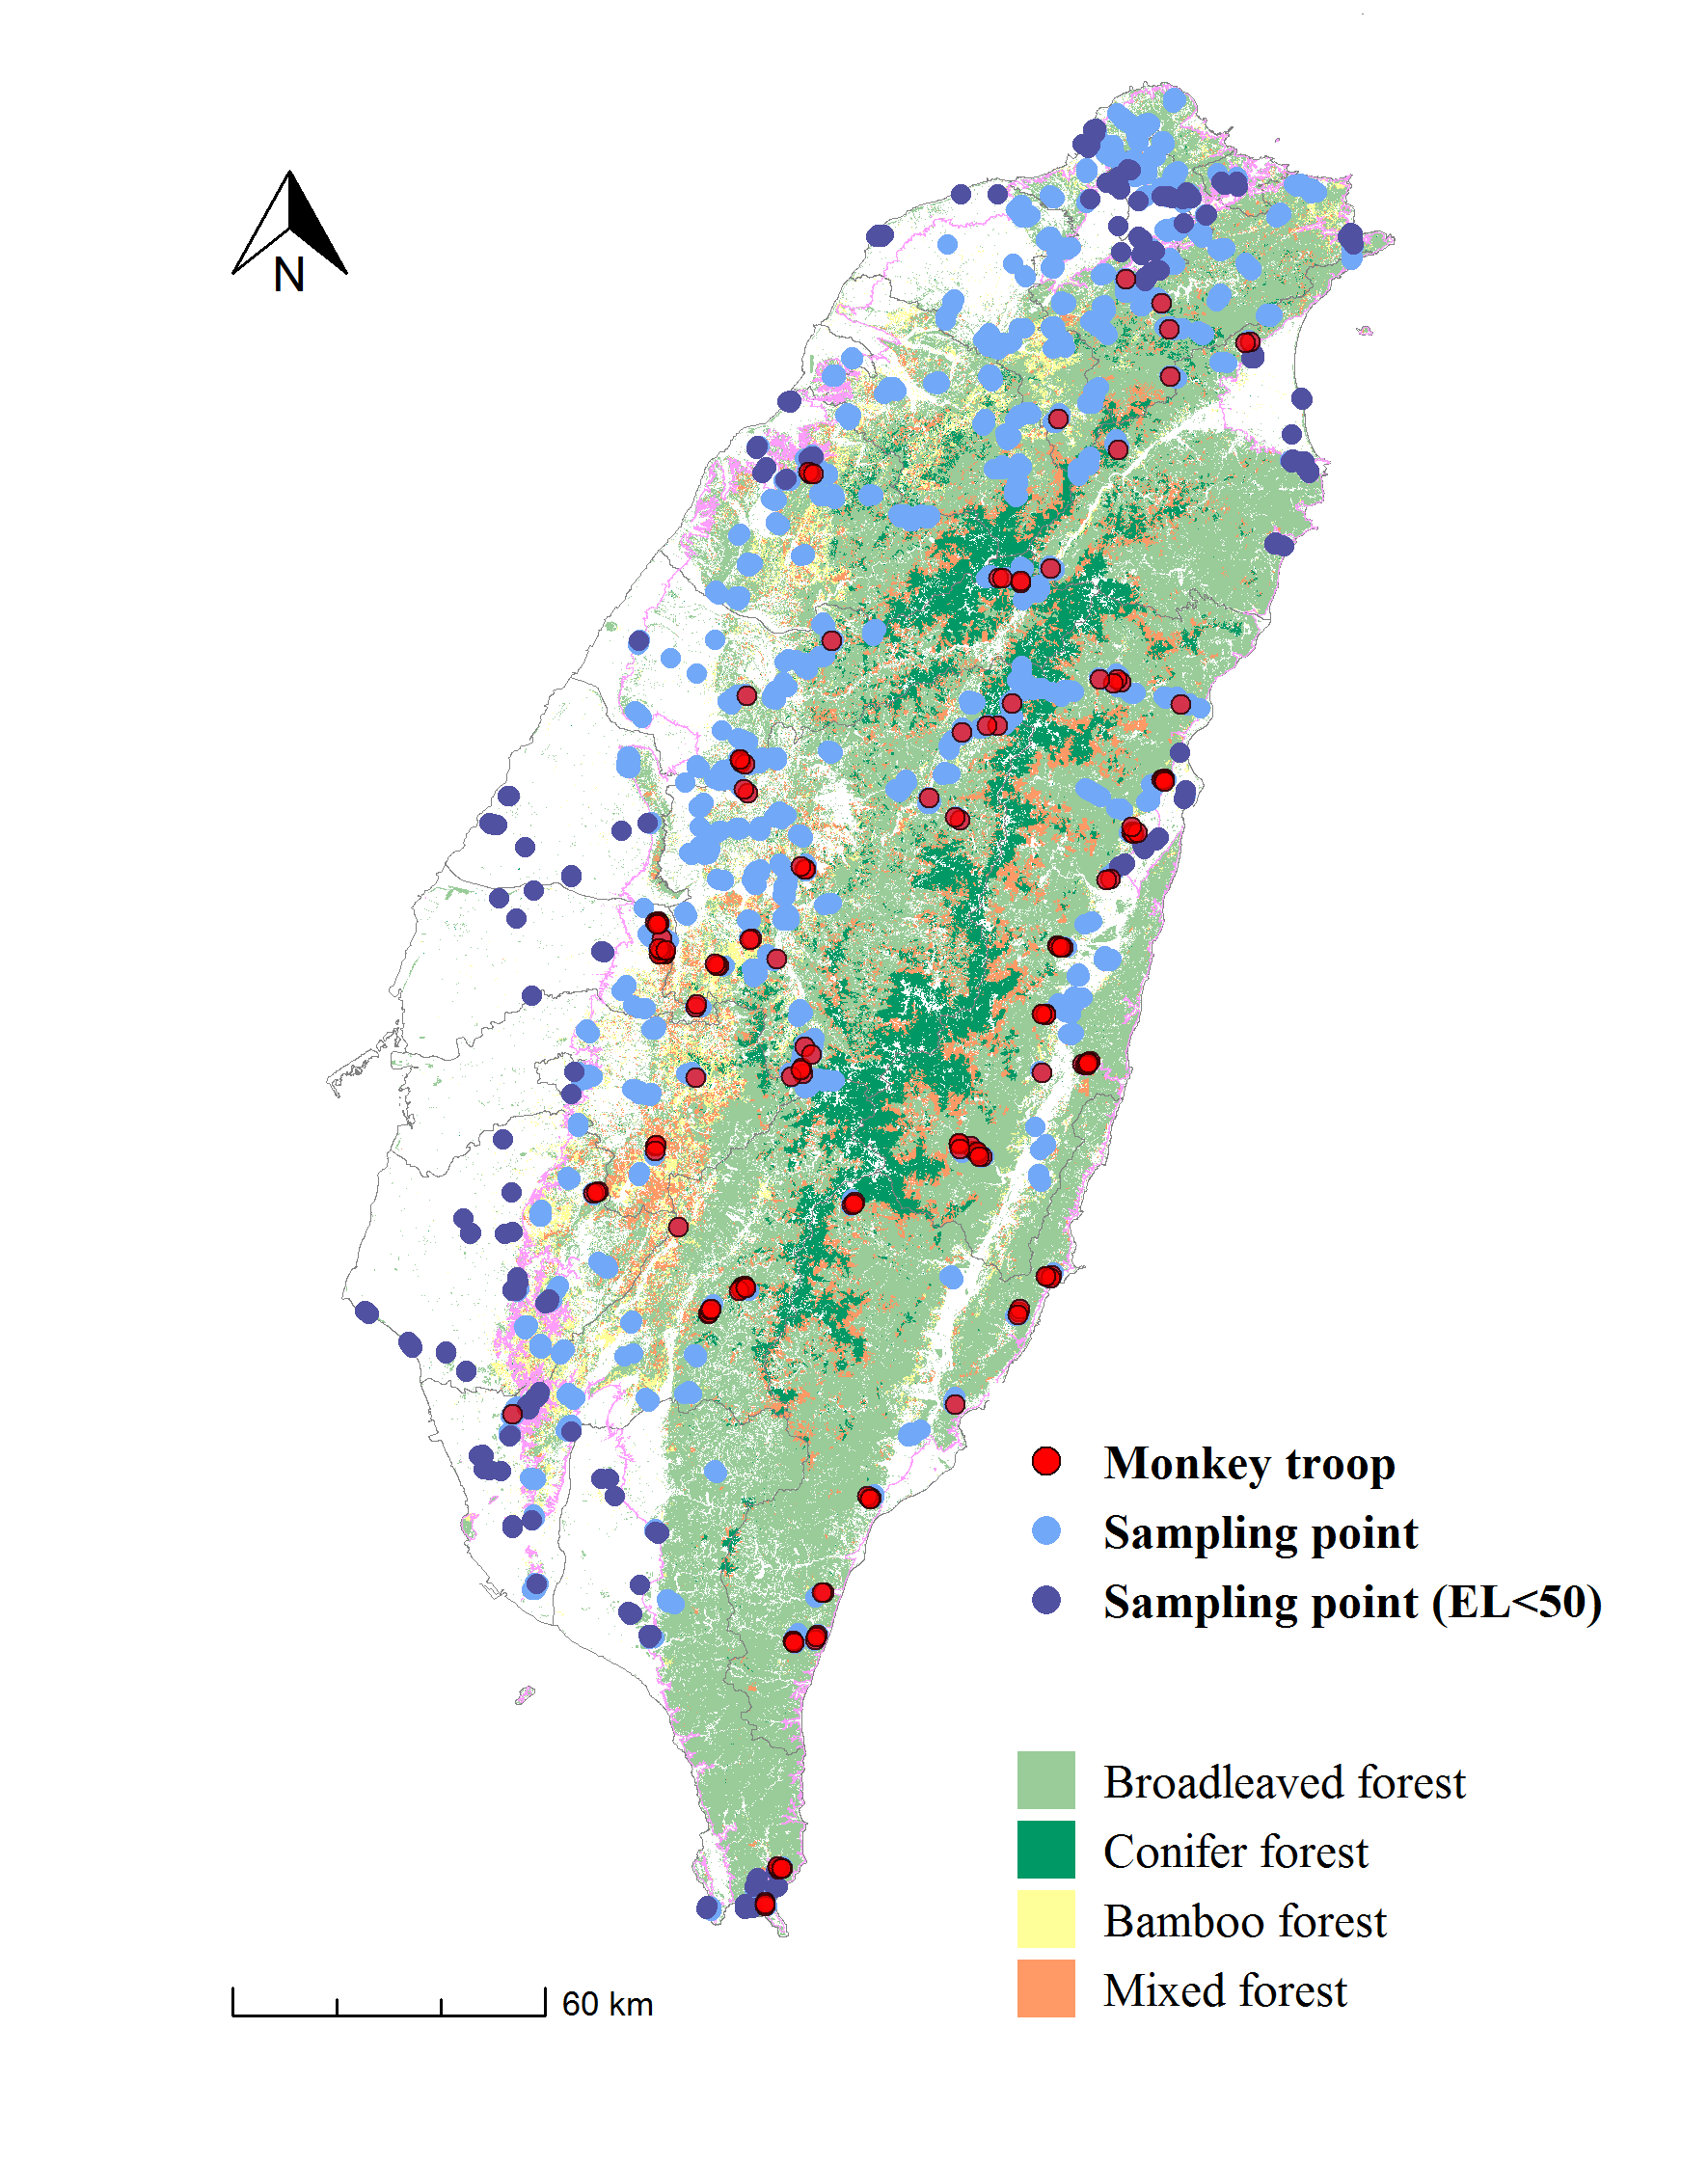 N
Monkey troop
Sampling point
Sampling point (EL<50)
Broadleaved forest
Conifer forest
Bamboo forest
Mixed forest
60 km